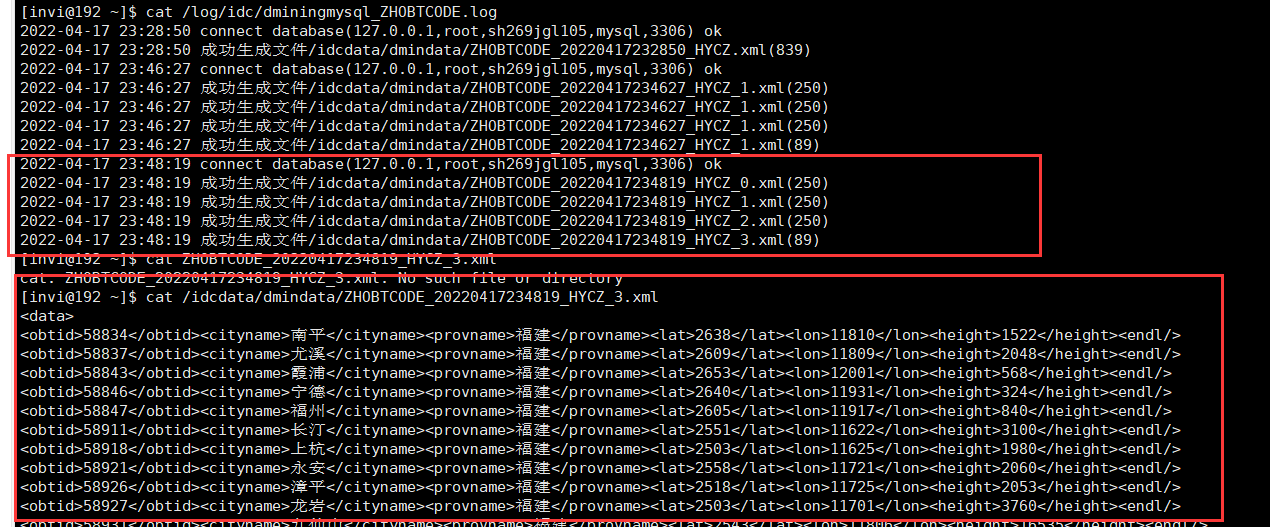 [invi@192 ~]$ cat /log/idc/dminingmysql_ZHOBTCODE.log
2022-04-17 23:28:50 connect database(127.0.0.1,root,sh269jgl105,mysql,3306) ok
2022-04-17 23:28:50 成功生成文件/idcdata/dmindata/ZHOBTCODE_20220417232850_HYCZ.xml(839)
2022-04-17 23:46:27 connect database(127.0.0.1,root,sh269jgl105,mysql,3306) ok
2022-04-17 23:46:27 成功生成文件/idcdata/dmindata/ZHOBTCODE_20220417234627_HYCZ_1.xml(250)
2022-04-17 23:46:27 成功生成文件/idcdata/dmindata/ZHOBTCODE_20220417234627_HYCZ_1.xml(250)
2022-04-17 23:46:27 成功生成文件/idcdata/dmindata/ZHOBTCODE_20220417234627_HYCZ_1.xml(250)
2022-04-17 23:46:27 成功生成文件/idcdata/dmindata/ZHOBTCODE_20220417234627_HYCZ_1.xml(89)
2022-04-17 23:48:19 connect database(127.0.0.1,root,sh269jgl105,mysql,3306) ok
2022-04-17 23:48:19 成功生成文件/idcdata/dmindata/ZHOBTCODE_20220417234819_HYCZ_0.xml(250)
2022-04-17 23:48:19 成功生成文件/idcdata/dmindata/ZHOBTCODE_20220417234819_HYCZ_1.xml(250)
2022-04-17 23:48:19 成功生成文件/idcdata/dmindata/ZHOBTCODE_20220417234819_HYCZ_2.xml(250)
2022-04-17 23:48:19 成功生成文件/idcdata/dmindata/ZHOBTCODE_20220417234819_HYCZ_3.xml(89)
[invi@192 ~]$ cat ZHOBTCODE_20220417234819_HYCZ_3.xml
cat: ZHOBTCODE_20220417234819_HYCZ_3.xml: No such file or directory
[invi@192 ~]$ cat /idcdata/dmindata/ZHOBTCODE_20220417234819_HYCZ_3.xml
<data>
<obtid>58834</obtid><cityname>南平</cityname><provname>福建</provname><lat>2638</lat><lon>11810</lon><height>1522</height><endl/>
<obtid>58837</obtid><cityname>尤溪</cityname><provname>福建</provname><lat>2609</lat><lon>11809</lon><height>2048</height><endl/>
<obtid>58843</obtid><cityname>霞浦</cityname><provname>福建</provname><lat>2653</lat><lon>12001</lon><height>568</height><endl/>
<obtid>58846</obtid><cityname>宁德</cityname><provname>福建</provname><lat>2640</lat><lon>11931</lon><height>324</height><endl/>
<obtid>58847</obtid><cityname>福州</cityname><provname>福建</provname><lat>2605</lat><lon>11917</lon><height>840</height><endl/>
<obtid>58911</obtid><cityname>长汀</cityname><provname>福建</provname><lat>2551</lat><lon>11622</lon><height>3100</height><endl/>
<obtid>58918</obtid><cityname>上杭</cityname><provname>福建</provname><lat>2503</lat><lon>11625</lon><height>1980</height><endl/>
<obtid>58921</obtid><cityname>永安</cityname><provname>福建</provname><lat>2558</lat><lon>11721</lon><height>2060</height><endl/>
<obtid>58926</obtid><cityname>漳平</cityname><provname>福建</provname><lat>2518</lat><lon>11725</lon><height>2053</height><endl/>
<obtid>58927</obtid><cityname>龙岩</cityname><provname>福建</provname><lat>2503</lat><lon>11701</lon><height>3760</height><endl/>